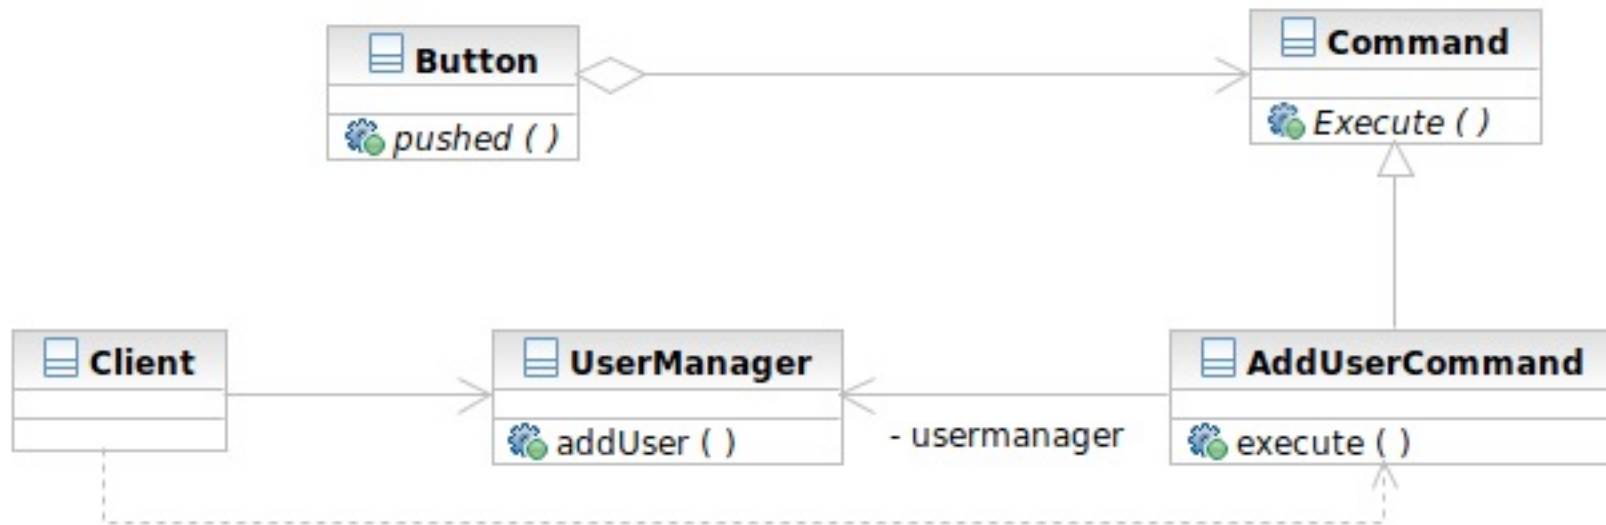 Button
pushed ( )
Command
Execute ( )
Client
UserManager
addUser ( )
- usermanager
AddUserCommand
execute ( )